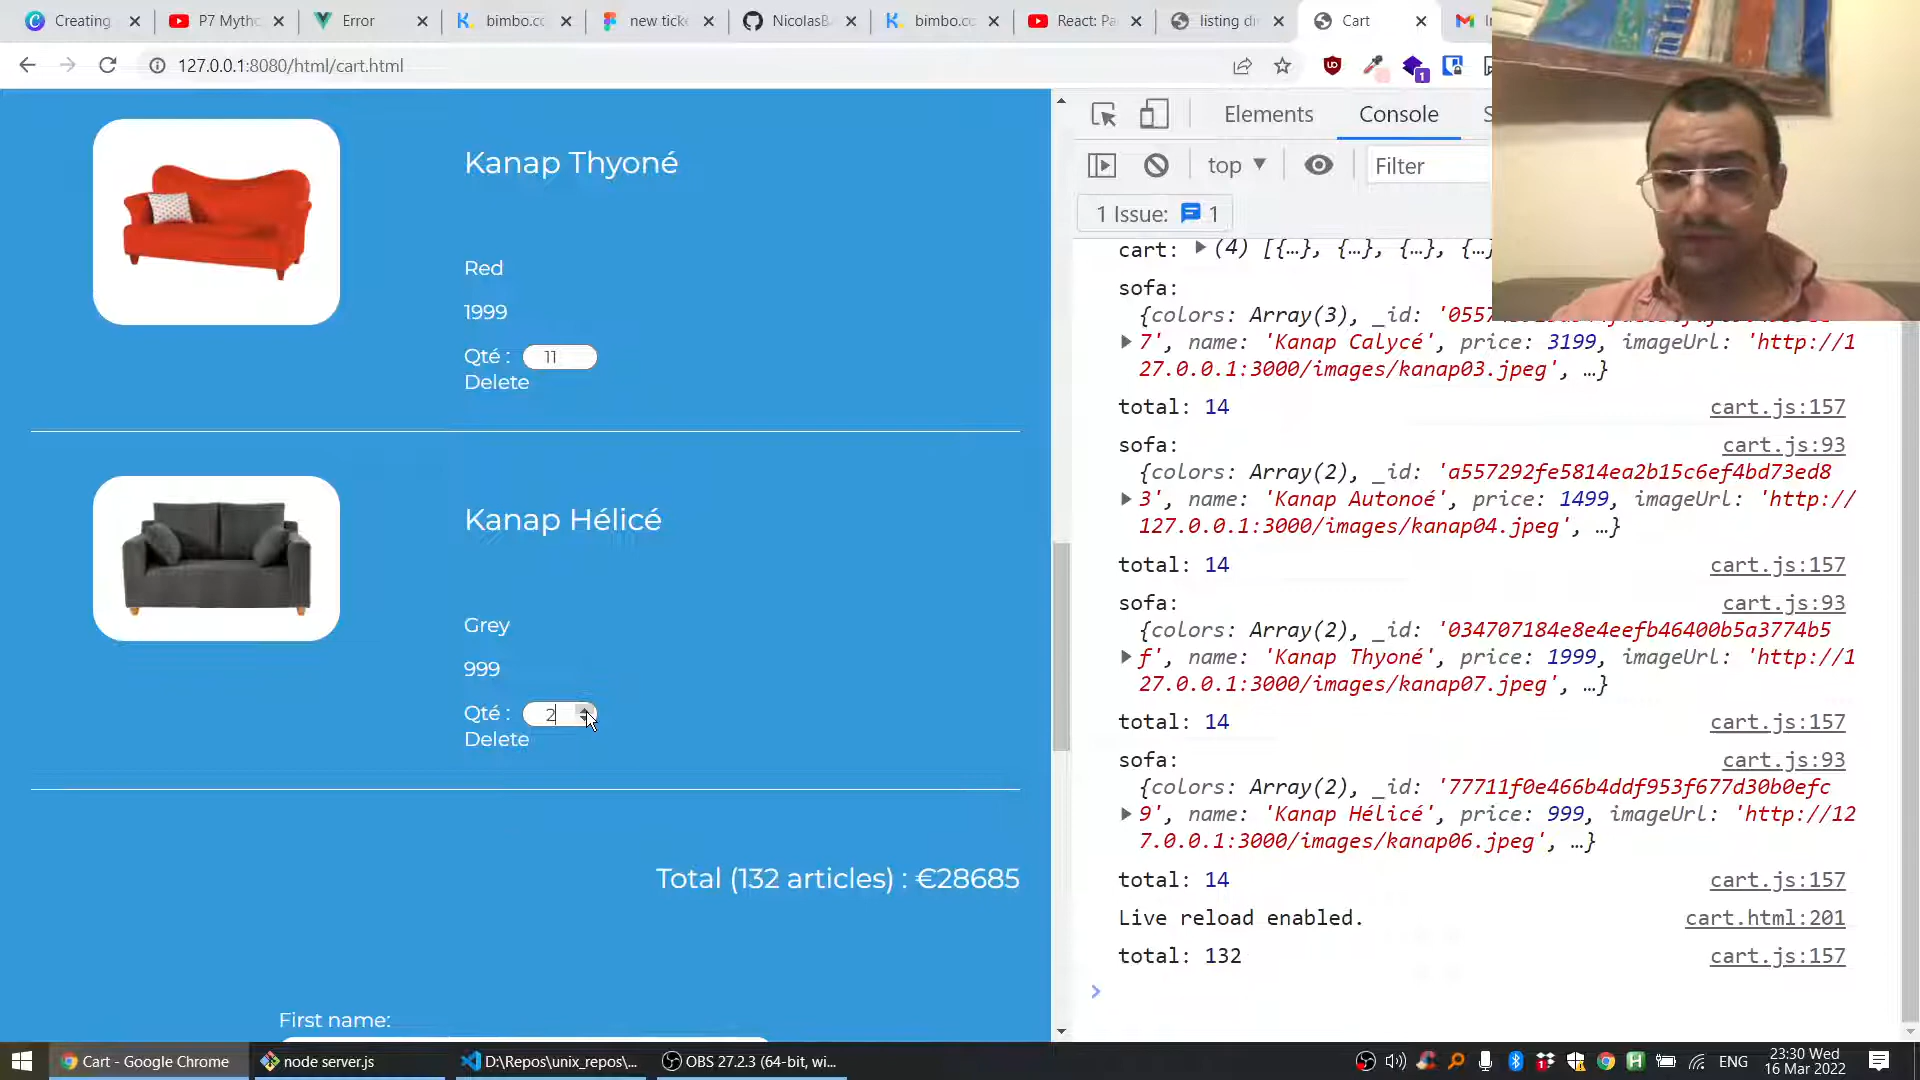 Creating
P7 Mytho
Error
bimbo.co
new ticke
NicolasB
bimbo.co
React: Pa
listing di
Cart
127.0.0.1:8080/html/cart.html
1
Kanap Thyoné
Red
1999
Qté : 11
Delete
Kanap Hélicé
Grey
999
Qté : 2
Delete
Total (132 articles) : €28685
First name:
Elements
Console
top
Filter
1 Issue: 1
cart: (4) [{…}, {…}, {…}, {…
sofa:
{colors: Array(3), _id:
7', name: 'Kanap Calycé', price: 3199, imageUrl: 'http://1
27.0.0.1:3000/images/kanap03.jpeg', …}
total: 14 cart.js:157
sofa: cart.js:93
{colors: Array(2), _id: 'a557292fe5814ea2b15c6ef4bd73ed8
3', name: 'Kanap Autonoé', price: 1499, imageUrl: 'http://
127.0.0.1:3000/images/kanap04.jpeg', …}
total: 14 cart.js:157
sofa: cart.js:93
{colors: Array(2), _id: '034707184e8e4eefb46400b5a3774b5
f', name: 'Kanap Thyoné', price: 1999, imageUrl: 'http://1
27.0.0.1:3000/images/kanap07.jpeg', …}
total: 14 cart.js:157
sofa: cart.js:93
{colors: Array(2), _id: '77711f0e466b4ddf953f677d30b0efc
9', name: 'Kanap Hélicé', price: 999, imageUrl: 'http://12
7.0.0.1:3000/images/kanap06.jpeg', …}
total: 14 cart.js:157
Live reload enabled. cart.html:201
total: 132 cart.js:157
Cart - Google Chrome
node server.js
D:\Repos\unix_repos\...
OBS 27.2.3 (64-bit, wi...
ENG
23:30 Wed
16 Mar 2022